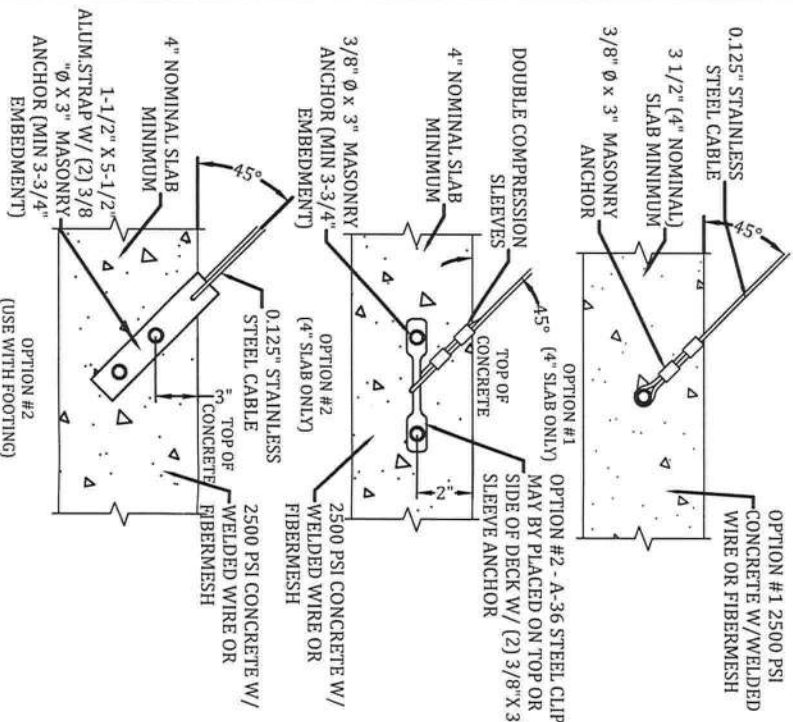 0.125" STAINLESS
STEEL CABLE
3 1/2" (4" NOMINAL)
SLAB MINIMUM
3/8" Ø x 3" MASONRY
ANCHOR
45°
OPTION #1 2500 PSI
CONCRETE W/WELDED
WIRE OR FIBERMESH
OPTION #1
(4" SLAB ONLY)
DOUBLE COMPRESSION
SLEEVES
4" NOMINAL SLAB
MINIMUM
3/8" Ø x 3" MASONRY
ANCHOR (MIN 3-3/4"
EMBEDMENT)
45°
TOP OF
CONCRETE
2"
OPTION #2 - A-36 STEEL CLIP
MAY BY PLACED ON TOP OR
SIDE OF DECK W/ (2) 3/8"X 3
SLEEVE ANCHOR
2500 PSI CONCRETE W/
WELDED WIRE OR
FIBERMESH
OPTION #2
(4" SLAB ONLY)
4" NOMINAL SLAB
MINIMUM
1-1/2" X 5-1/2"
ALUM.STRAP W/ (2) 3/8
"Ø X 3" MASONRY
ANCHOR (MIN 3-3/4"
EMBEDMENT)
45°
0.125" STAINLESS
STEEL CABLE
3"
TOP OF
CONCRETE
2500 PSI CONCRETE W/
WELDED WIRE OR
FIBERMESH
OPTION #2
(USE WITH FOOTING)